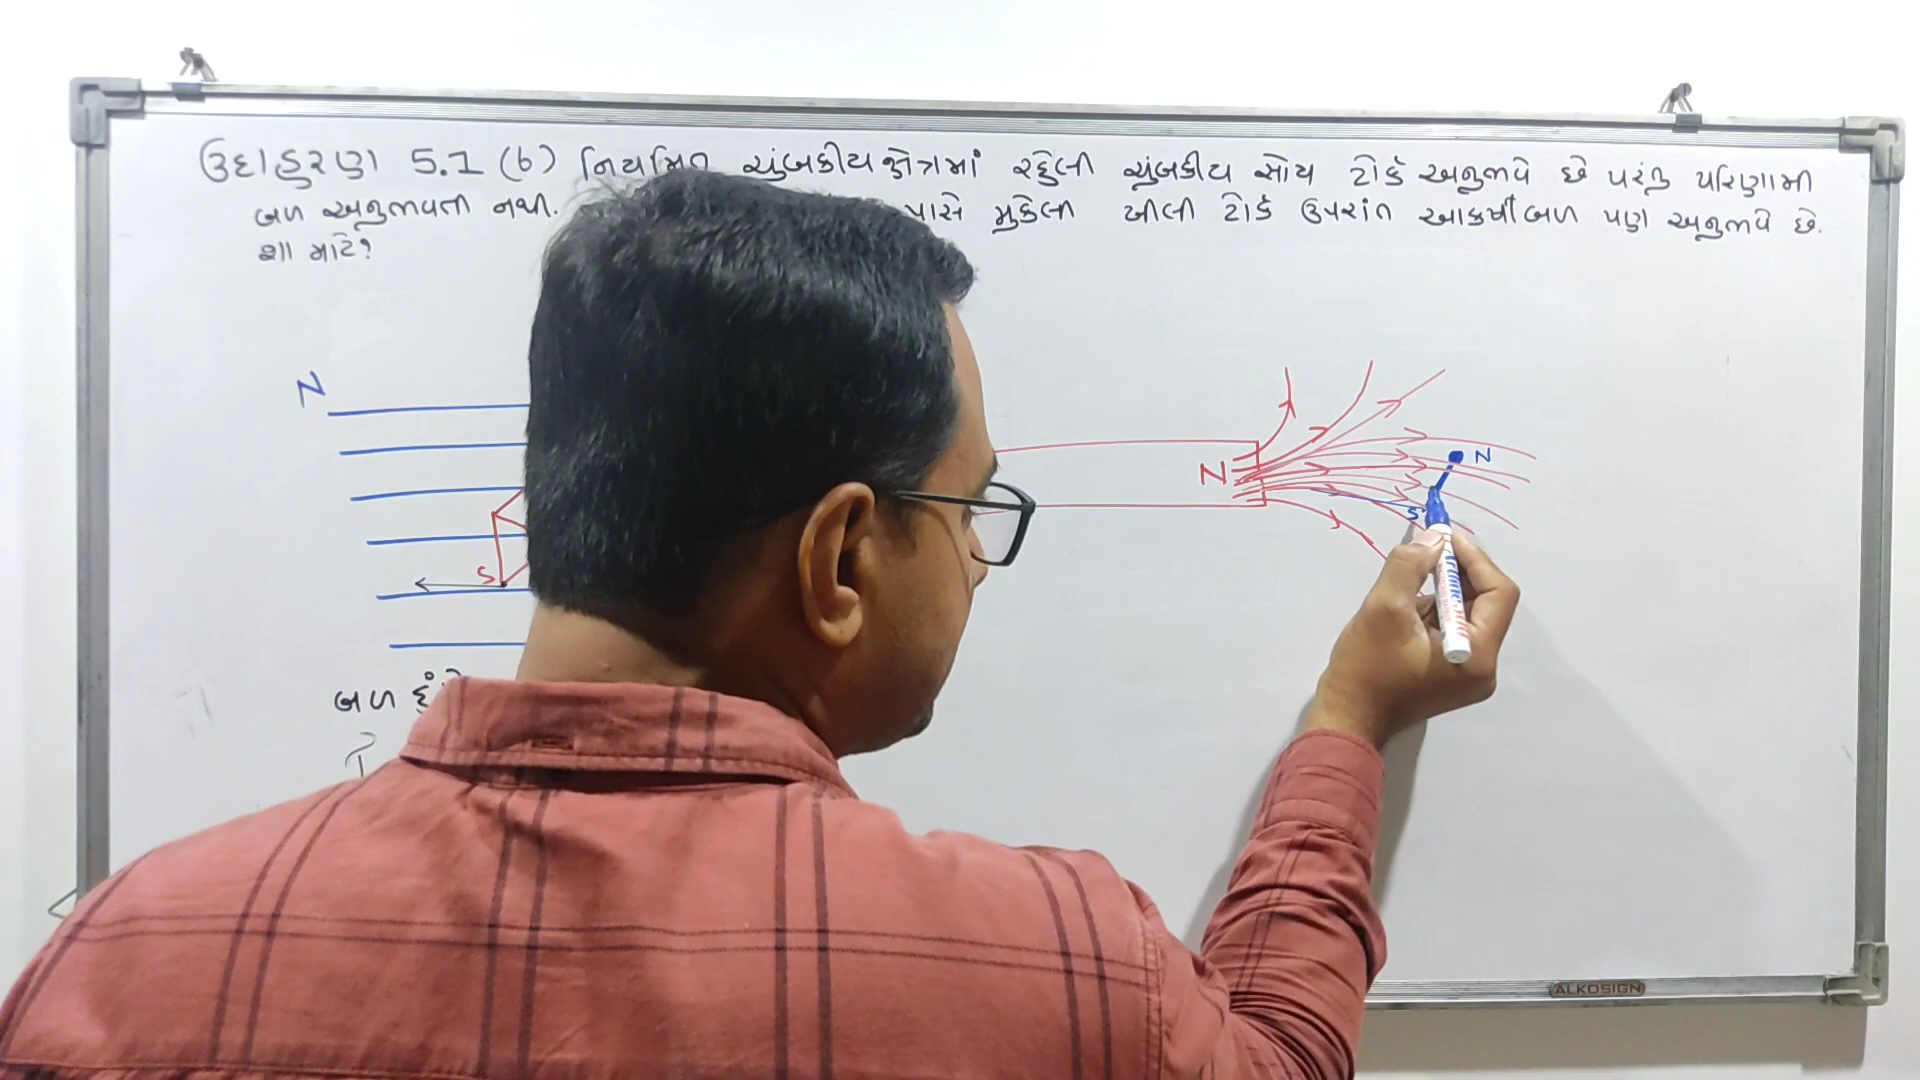 ઉદાહરણ 5.1 (b) નિયમિત ચુંબકીય ક્ષેત્રમાં રહેલી ચુંબકીય સોય ટોર્ક અનુભવે છે પરંતુ પરિણામી
બળ અનુભવતી નથી. પાસે મુકેલી ખીલી ટોર્ક ઉપરાંત આકર્ષીબળ પણ અનુભવે છે.
શા માટે?
N
N
N
S
S
બળ
ALKOSIGN